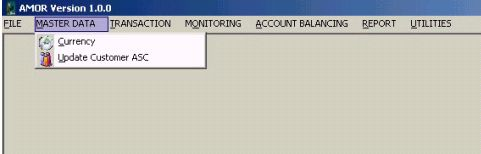 AMOR Version 1.0.0
FILE MASTER DATA TRANSACTION MONITORING ACCOUNT BALANCING REPORT UTILITIES
Currency
Update Customer ASC